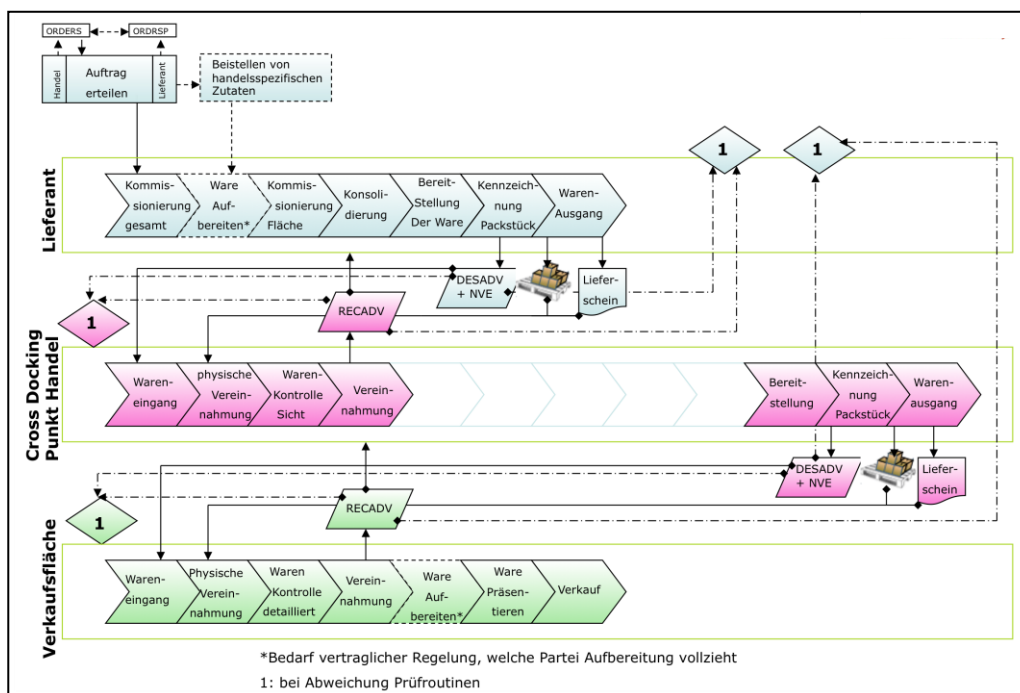 ORDERS
ORDRSP
Handel
Auftrag
erteilen
Lieferant
Beistellen von
handelsspezifischen
Zutaten
1
1
Lieferant
Kommis-
sionierung
gesamt
Ware
Auf-
bereiten*
Kommis-
sionierung
Fläche
Konsoli-
dierung
Bereit-
Stellung
Der Ware
Kennzeich-
nung
Packstück
Waren-
Ausgang
DESADV
+ NVE
Liefer-
schein
RECADV
1
Cross Docking
Punkt Handel
Waren-
eingang
physische
Verein-
nahmung
Waren-
Kontrolle
Sicht
Verein-
nahmung
Bereit-
stellung
Kennzeich-
nung
Packstück
Waren-
ausgang
DESADV
+ NVE
Liefer-
schein
RECADV
1
Verkaufsfläche
Waren-
eingang
Physische
Verein-
nahmung
Waren
Kontrolle
detailliert
Verein-
nahmung
Ware
Auf-
bereiten*
Ware
Präsen-
tieren
Verkauf
*Bedarf vertraglicher Regelung, welche Partei Aufbereitung vollzieht
1: bei Abweichung Prüfroutinen